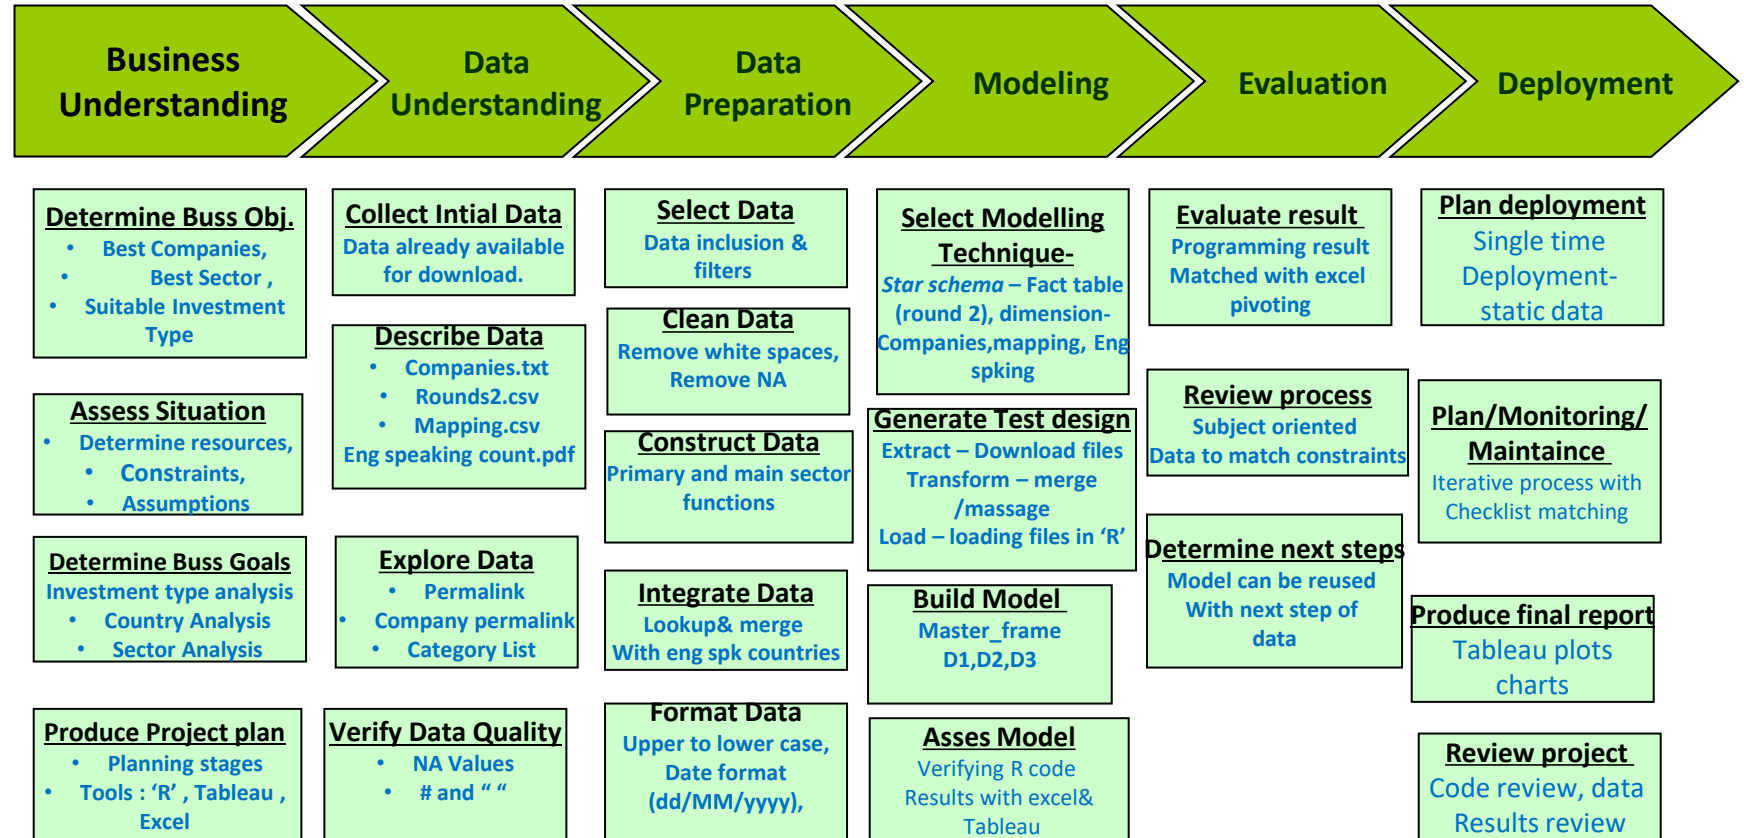 Business
Understanding
Data
Understanding
Data
Preparation
Modeling
Evaluation
Deployment
Determine Buss Obj.
• Best Companies,
• Best Sector ,
• Suitable Investment
Type
Assess Situation
• Determine resources,
• Constraints,
• Assumptions
Determine Buss Goals
Investment type analysis
• Country Analysis
• Sector Analysis
Produce Project plan
• Planning stages
• Tools : ‘R’ , Tableau ,
Excel
Collect Intial Data
Data already available
for download.
Describe Data
• Companies.txt
• Rounds2.csv
• Mapping.csv
Eng speaking count.pdf
Explore Data
• Permalink
• Company permalink
• Category List
Verify Data Quality
• NA Values
• # and “ “
Select Data
Data inclusion &
filters
Clean Data
Remove white spaces,
Remove NA
Construct Data
Primary and main sector
functions
Integrate Data
Lookup& merge
With eng spk countries
Format Data
Upper to lower case,
Date format
(dd/MM/yyyy),
Select Modelling
Technique-
Star schema – Fact table
(round 2), dimension-
Companies,mapping, Eng
spking
Generate Test design
Extract – Download files
Transform – merge
/massage
Load – loading files in ‘R’
Build Model
Master_frame
D1,D2,D3
Asses Model
Verifying R code
Results with excel&
Tableau
Evaluate result
Programming result
Matched with excel
pivoting
Review process
Subject oriented
Data to match constraints
Determine next steps
Model can be reused
With next step of
data
Plan deployment
Single time
Deployment-
static data
Plan/Monitoring/
Maintaince
Iterative process with
Checklist matching
Produce final report
Tableau plots
charts
Review project
Code review, data
Results review